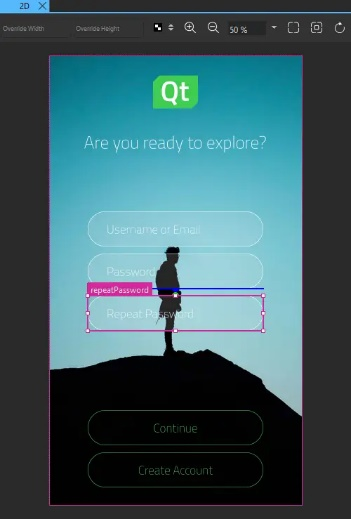 2D
Override Width
Override Height
50 %
Qt
Are you ready to explore?
Username or Email
Password
repeatPassword
Repeat Password
Continue
Create Account